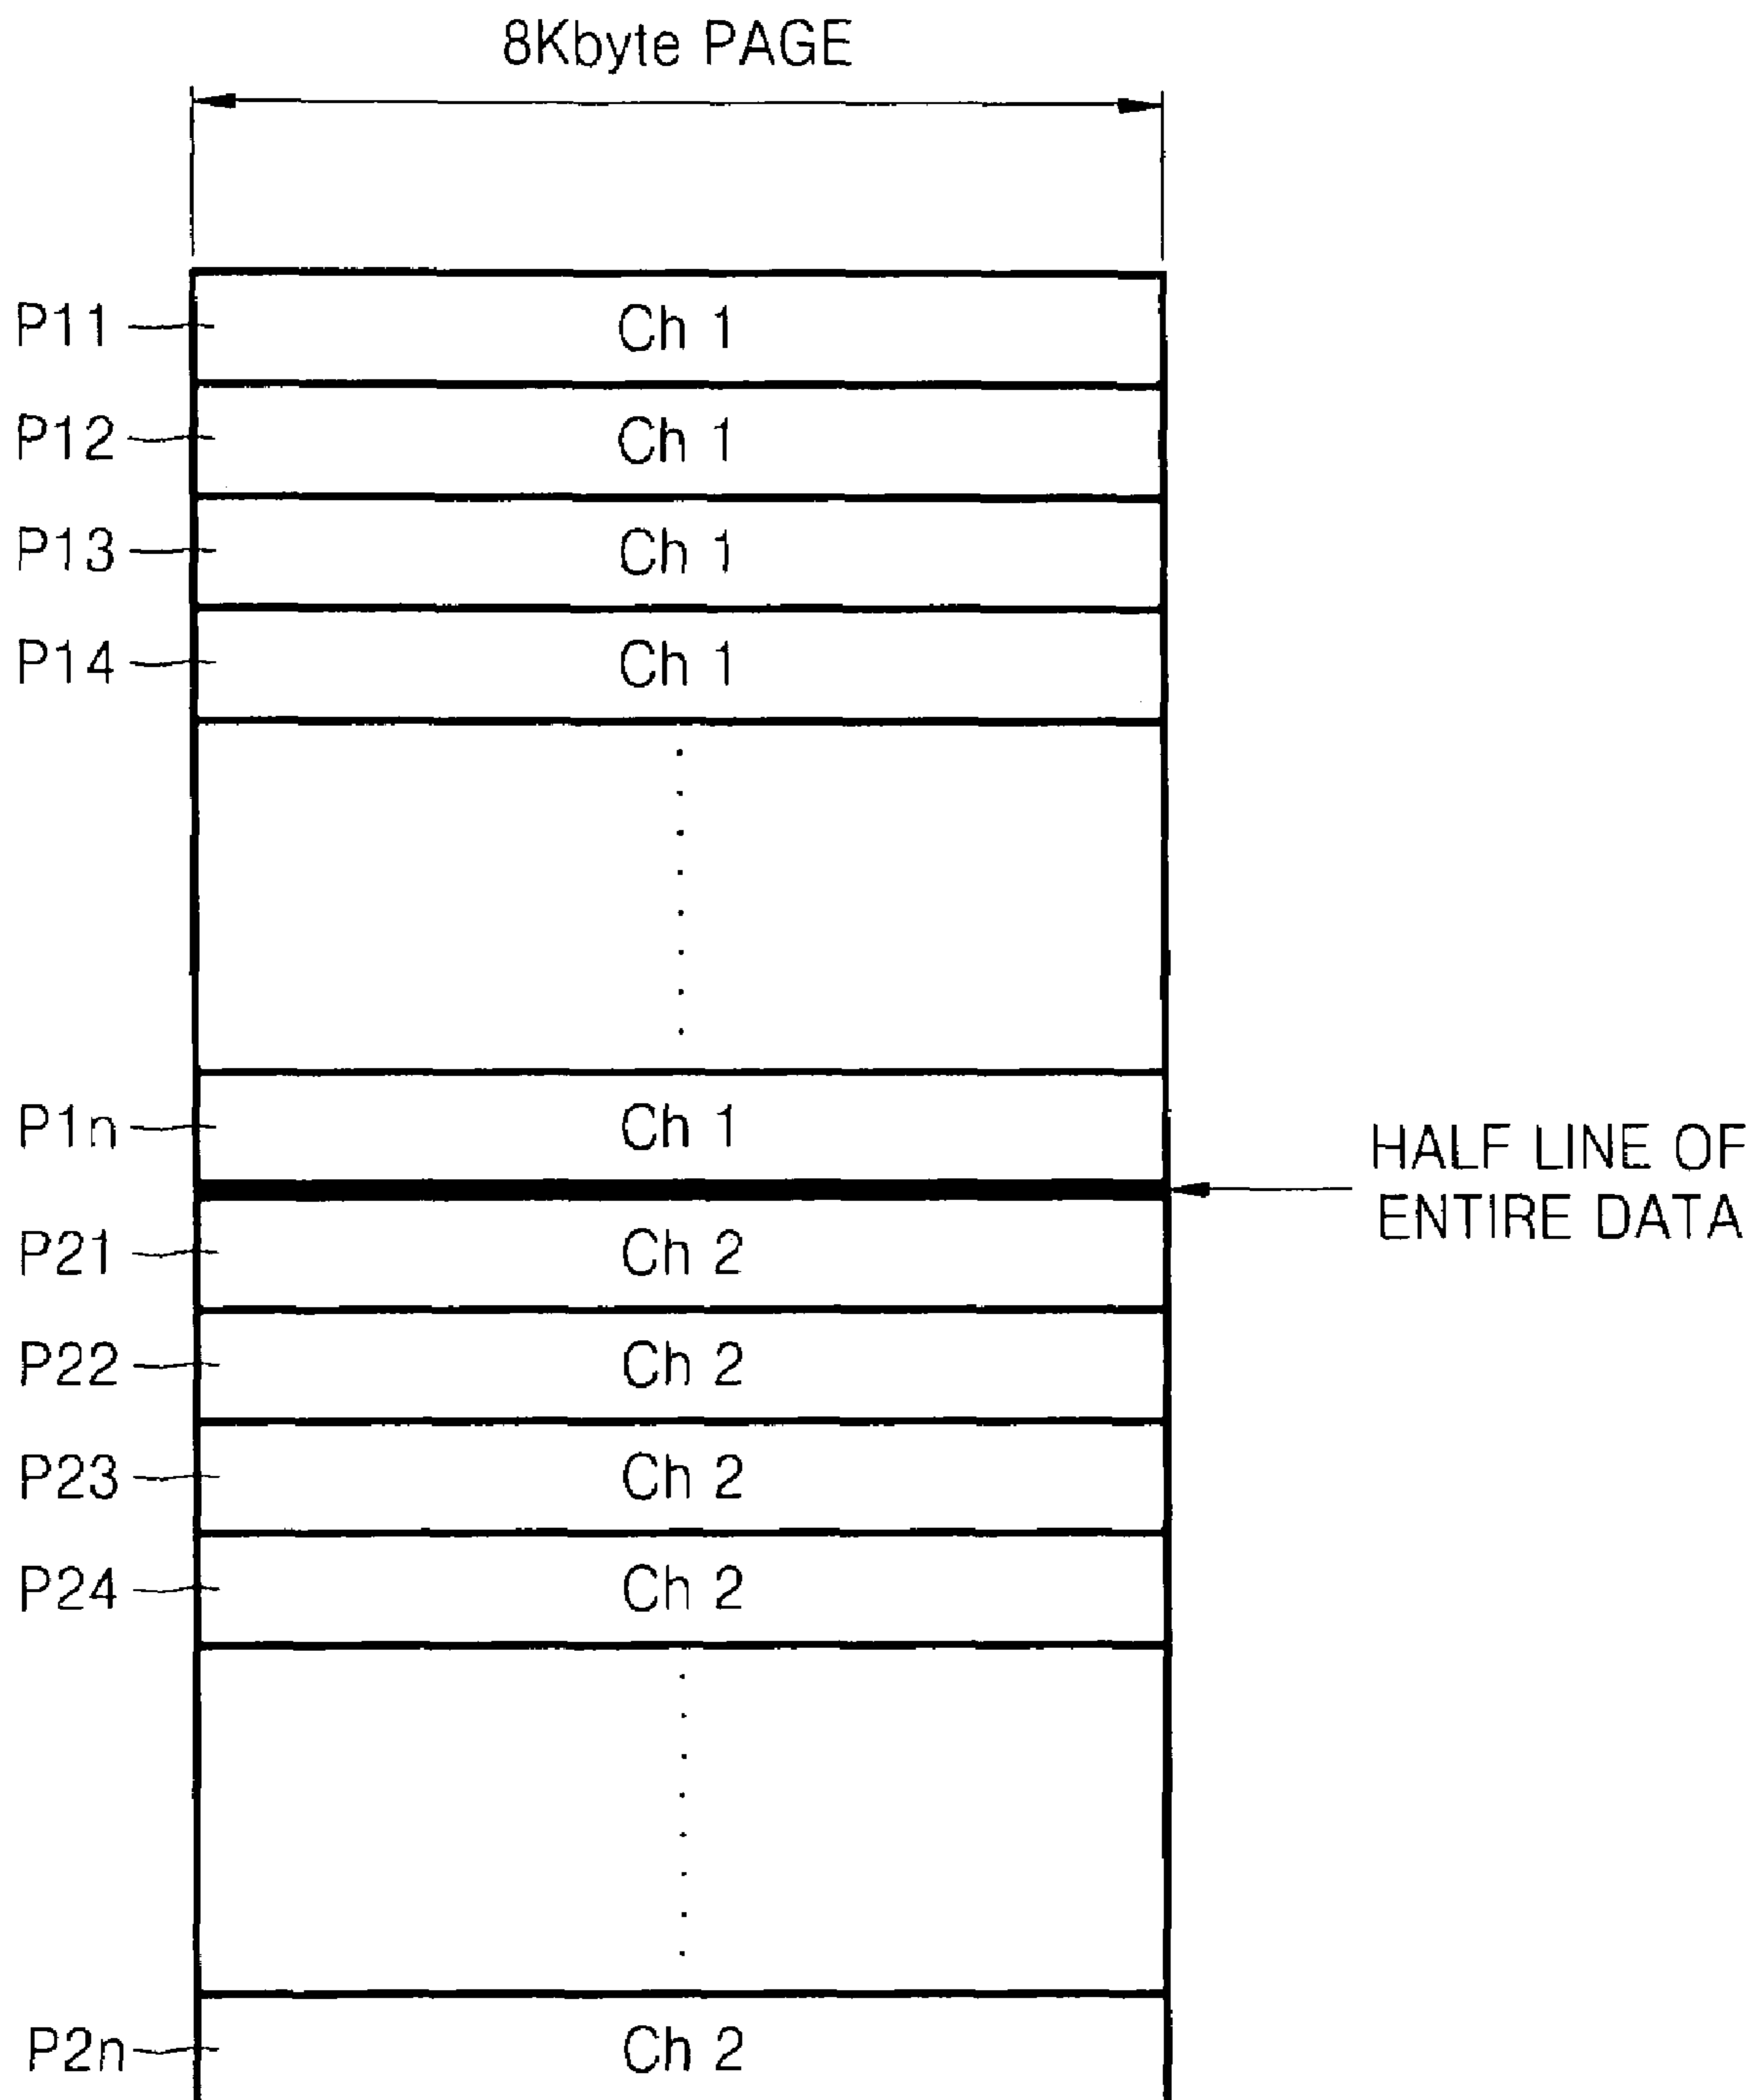 8Kbyte PAGE
P11 Ch 1
P12 Ch 1
P13 Ch 1
P14 Ch 1
P1n Ch 1
HALF LINE OF
ENTIRE DATA
P21 Ch 2
P22 Ch 2
P23 Ch 2
P24 Ch 2
P2n Ch 2